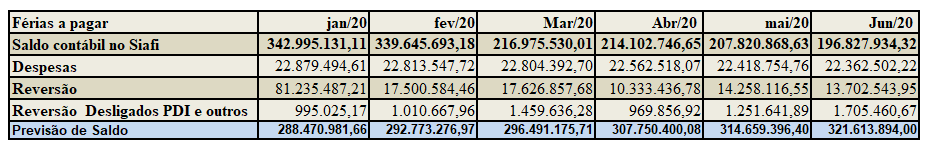 Férias a pagar jan/20 fev/20 Mar/20 Abr/20 mai/20 Jun/20
Saldo contábil no Siafi 342.995.131,11 339.645.693,18 216.975.530,01 214.102.746,65 207.820.868,63 196.827.934,32
Despesas 22.879.494,61 22.813.547,72 22.804.392,70 22.562.518,07 22.418.754,76 22.362.502,22
Reversão 81.235.487,21 17.500.584,46 17.626.857,68 10.333.436,78 14.258.116,55 13.702.543,95
Reversão Desligados PDI e outros 995.025,17 1.010.667,96 1.459.636,28 969.856,92 1.251.641,89 1.705.460,67
Previsão de Saldo 288.470.981,66 292.773.276,97 296.491.175,71 307.750.400,08 314.659.396,40 321.613.894,00